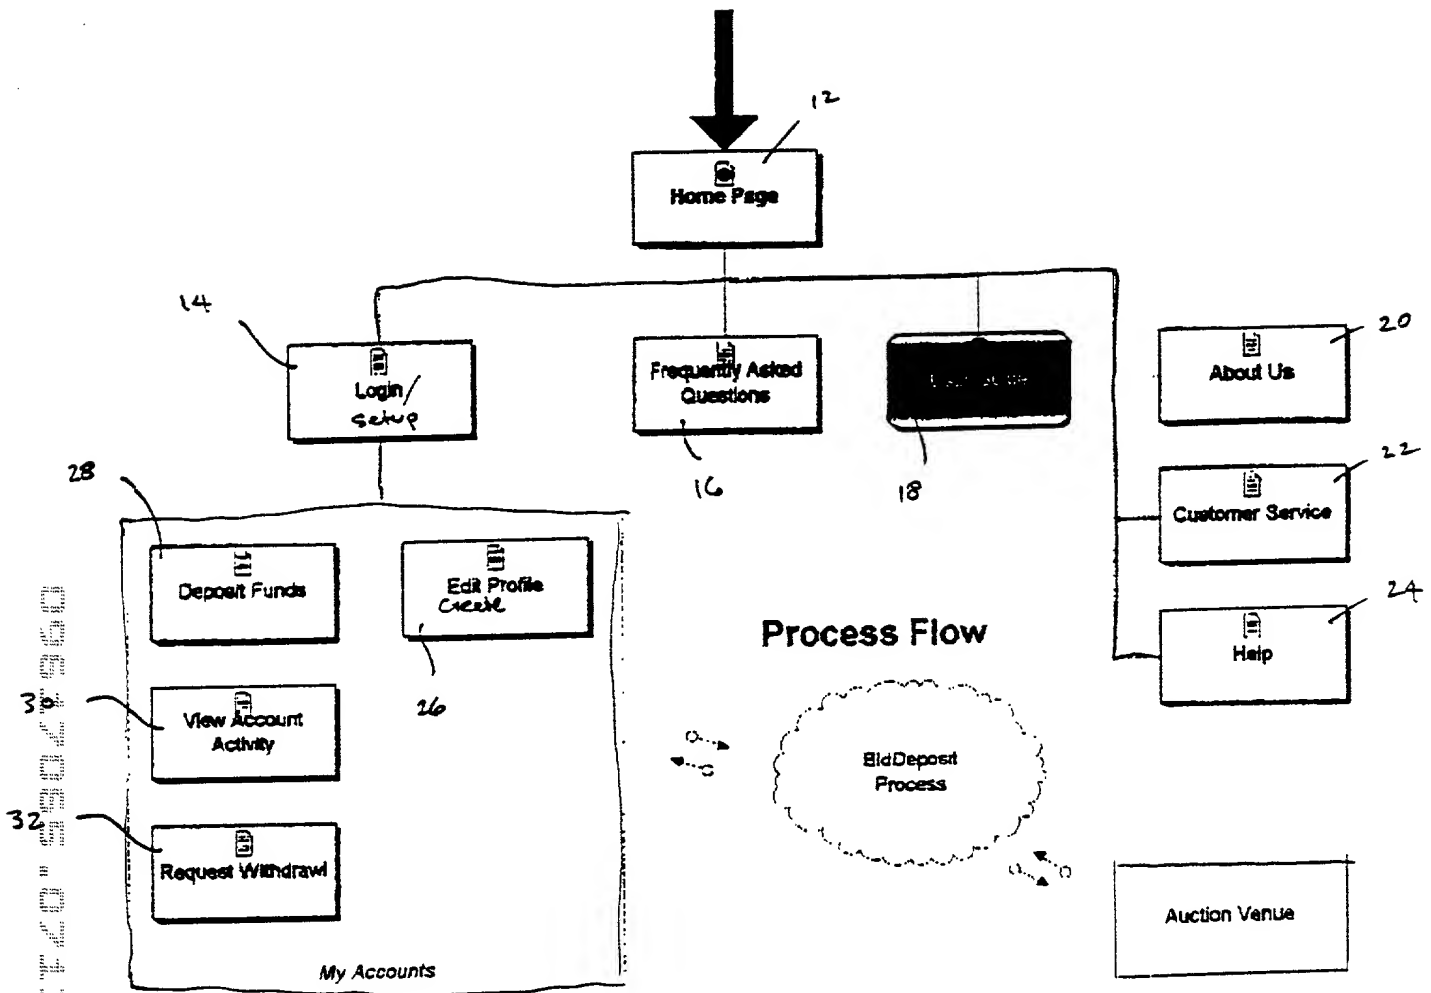 12
Home Page
14
Login/
setup
Frequently Asked
Questions
16
18
20
About Us
22
Customer Service
24
Help
28
Deposit Funds
Edit Profile
Create
26
30
View Account
Activity
32
Request Withdrawl
My Accounts
Process Flow
BidDeposit
Process
Auction Venue